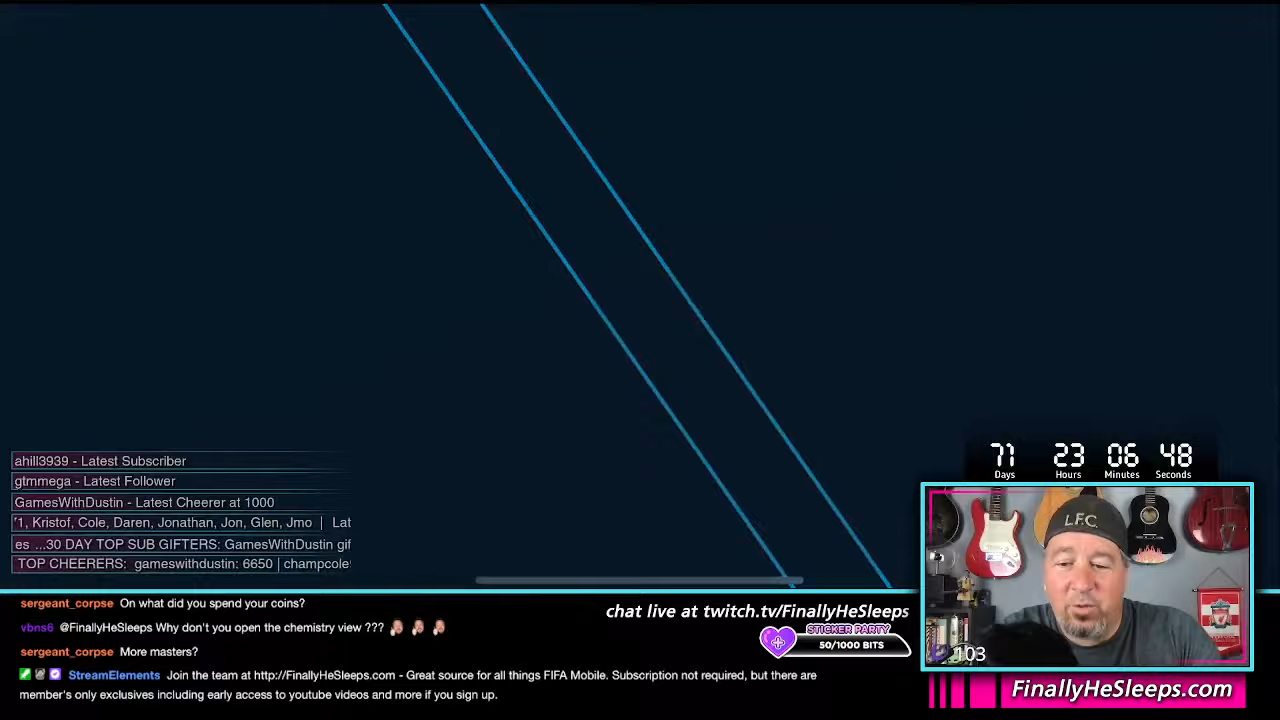 ahill3939 - Latest Subscriber
gtmmega - Latest Follower
GamesWithDustin - Latest Cheerer at 1000
'1, Kristof, Cole, Daren, Jonathan, Jon, Glen, Jmo | Lat
es ...30 DAY TOP SUB GIFTERS: GamesWithDustin gif
TOP CHEERERS: gameswithdustin: 6650 | champcole
71 23 06 48
Days Hours Minutes Seconds
L.F.C.
103
sergeant_corpse On what did you spend your coins?
vbns6 @FinallyHeSleeps Why don't you open the chemistry view ???
sergeant_corpse More masters?
StreamElements Join the team at http://FinallyHeSleeps.com - Great source for all things FIFA Mobile. Subscription not required, but there are
member's only exclusives including early access to youtube videos and more if you sign up.
chat live at twitch.tv/FinallyHeSleeps
STICKER PARTY
50/1000 BITS
FinallyHeSleeps.com